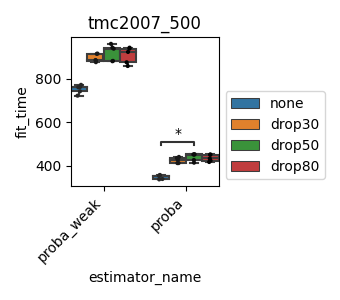 tmc2007_500
fit_time
800
600
400
*
none
drop30
drop50
drop80
proba_weak
proba
estimator_name